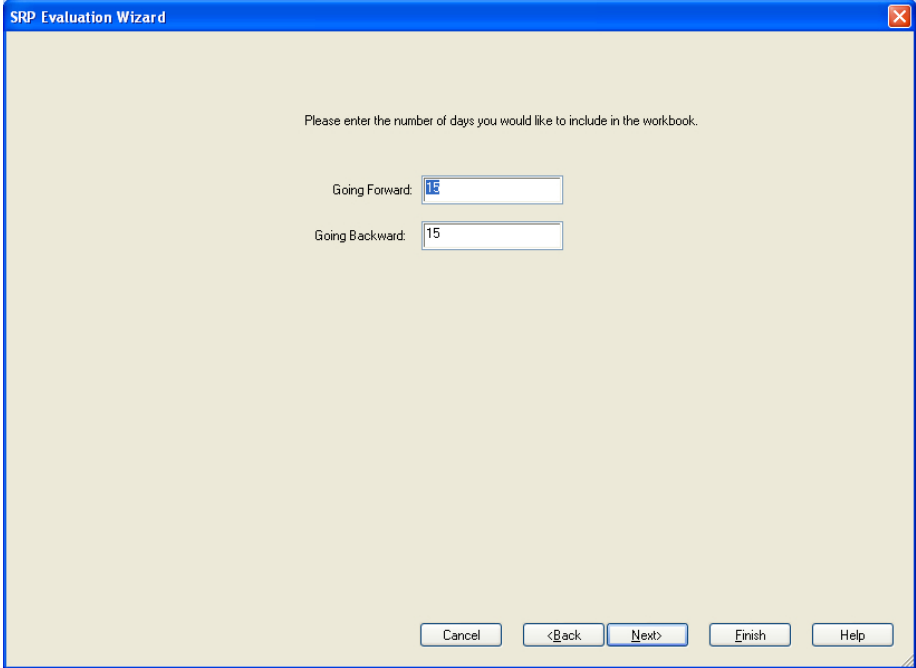 SRP Evaluation Wizard
Please enter the number of days you would like to include in the workbook.
Going Forward: 15
Going Backward: 15
Cancel <Back Next> Finish Help